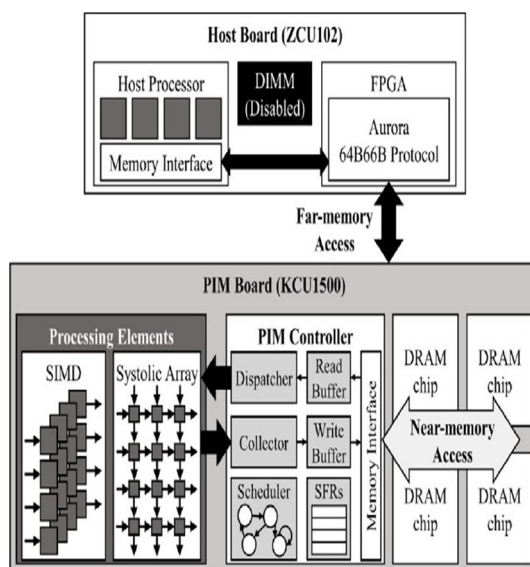 Host Board (ZCU102)
Host Processor
Memory Interface
DIMM
(Disabled)
FPGA
Aurora
64B66B Protocol
Far-memory
Access
PIM Board (KCU1500)
Processing Elements
SIMD
Systolic Array
PIM Controller
Dispatcher
Read
Buffer
Collector
Write
Buffer
Scheduler
SFRs
Memory Interface
DRAM
chip
DRAM
chip
Near-memory
Access
DRAM
chip
DRAM
chip